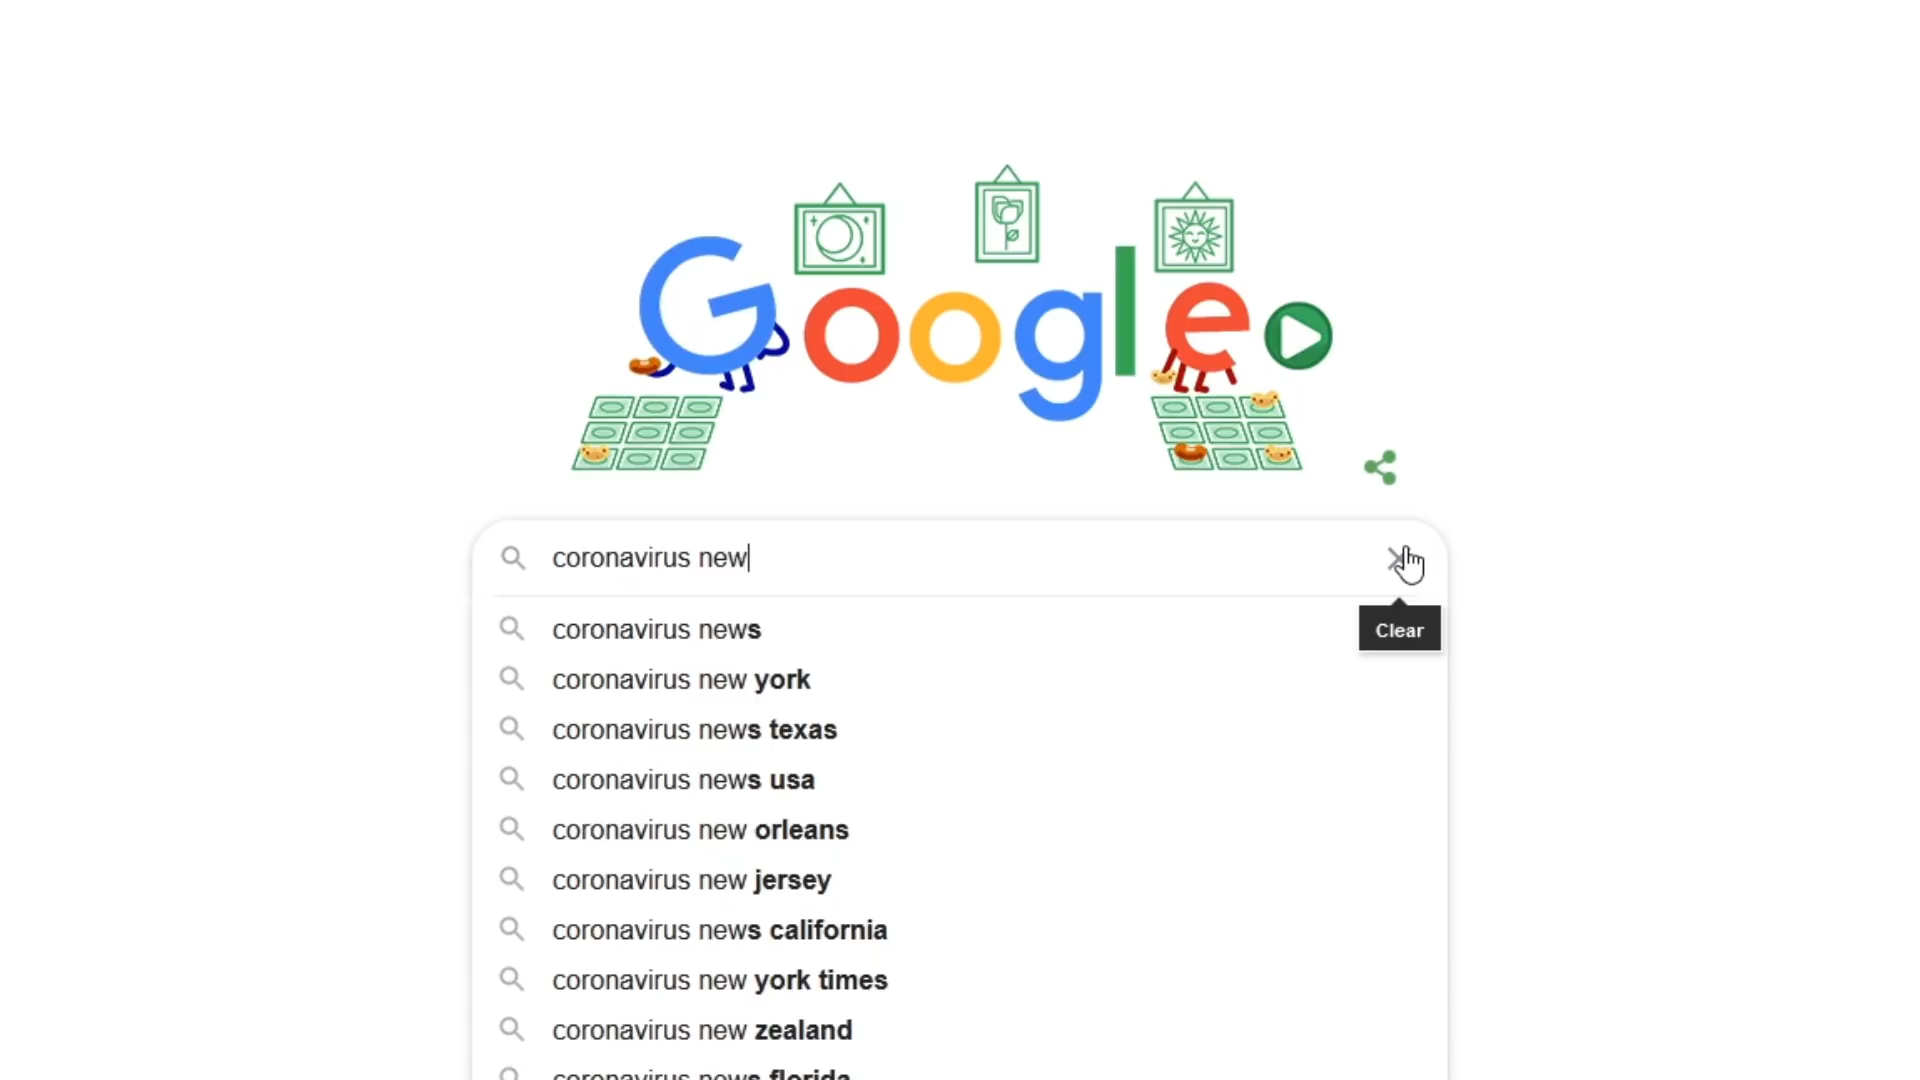 Google
coronavirus new
Clear
coronavirus news
coronavirus new york
coronavirus news texas
coronavirus news usa
coronavirus new orleans
coronavirus new jersey
coronavirus news california
coronavirus new york times
coronavirus new zealand
coronavirus news florida